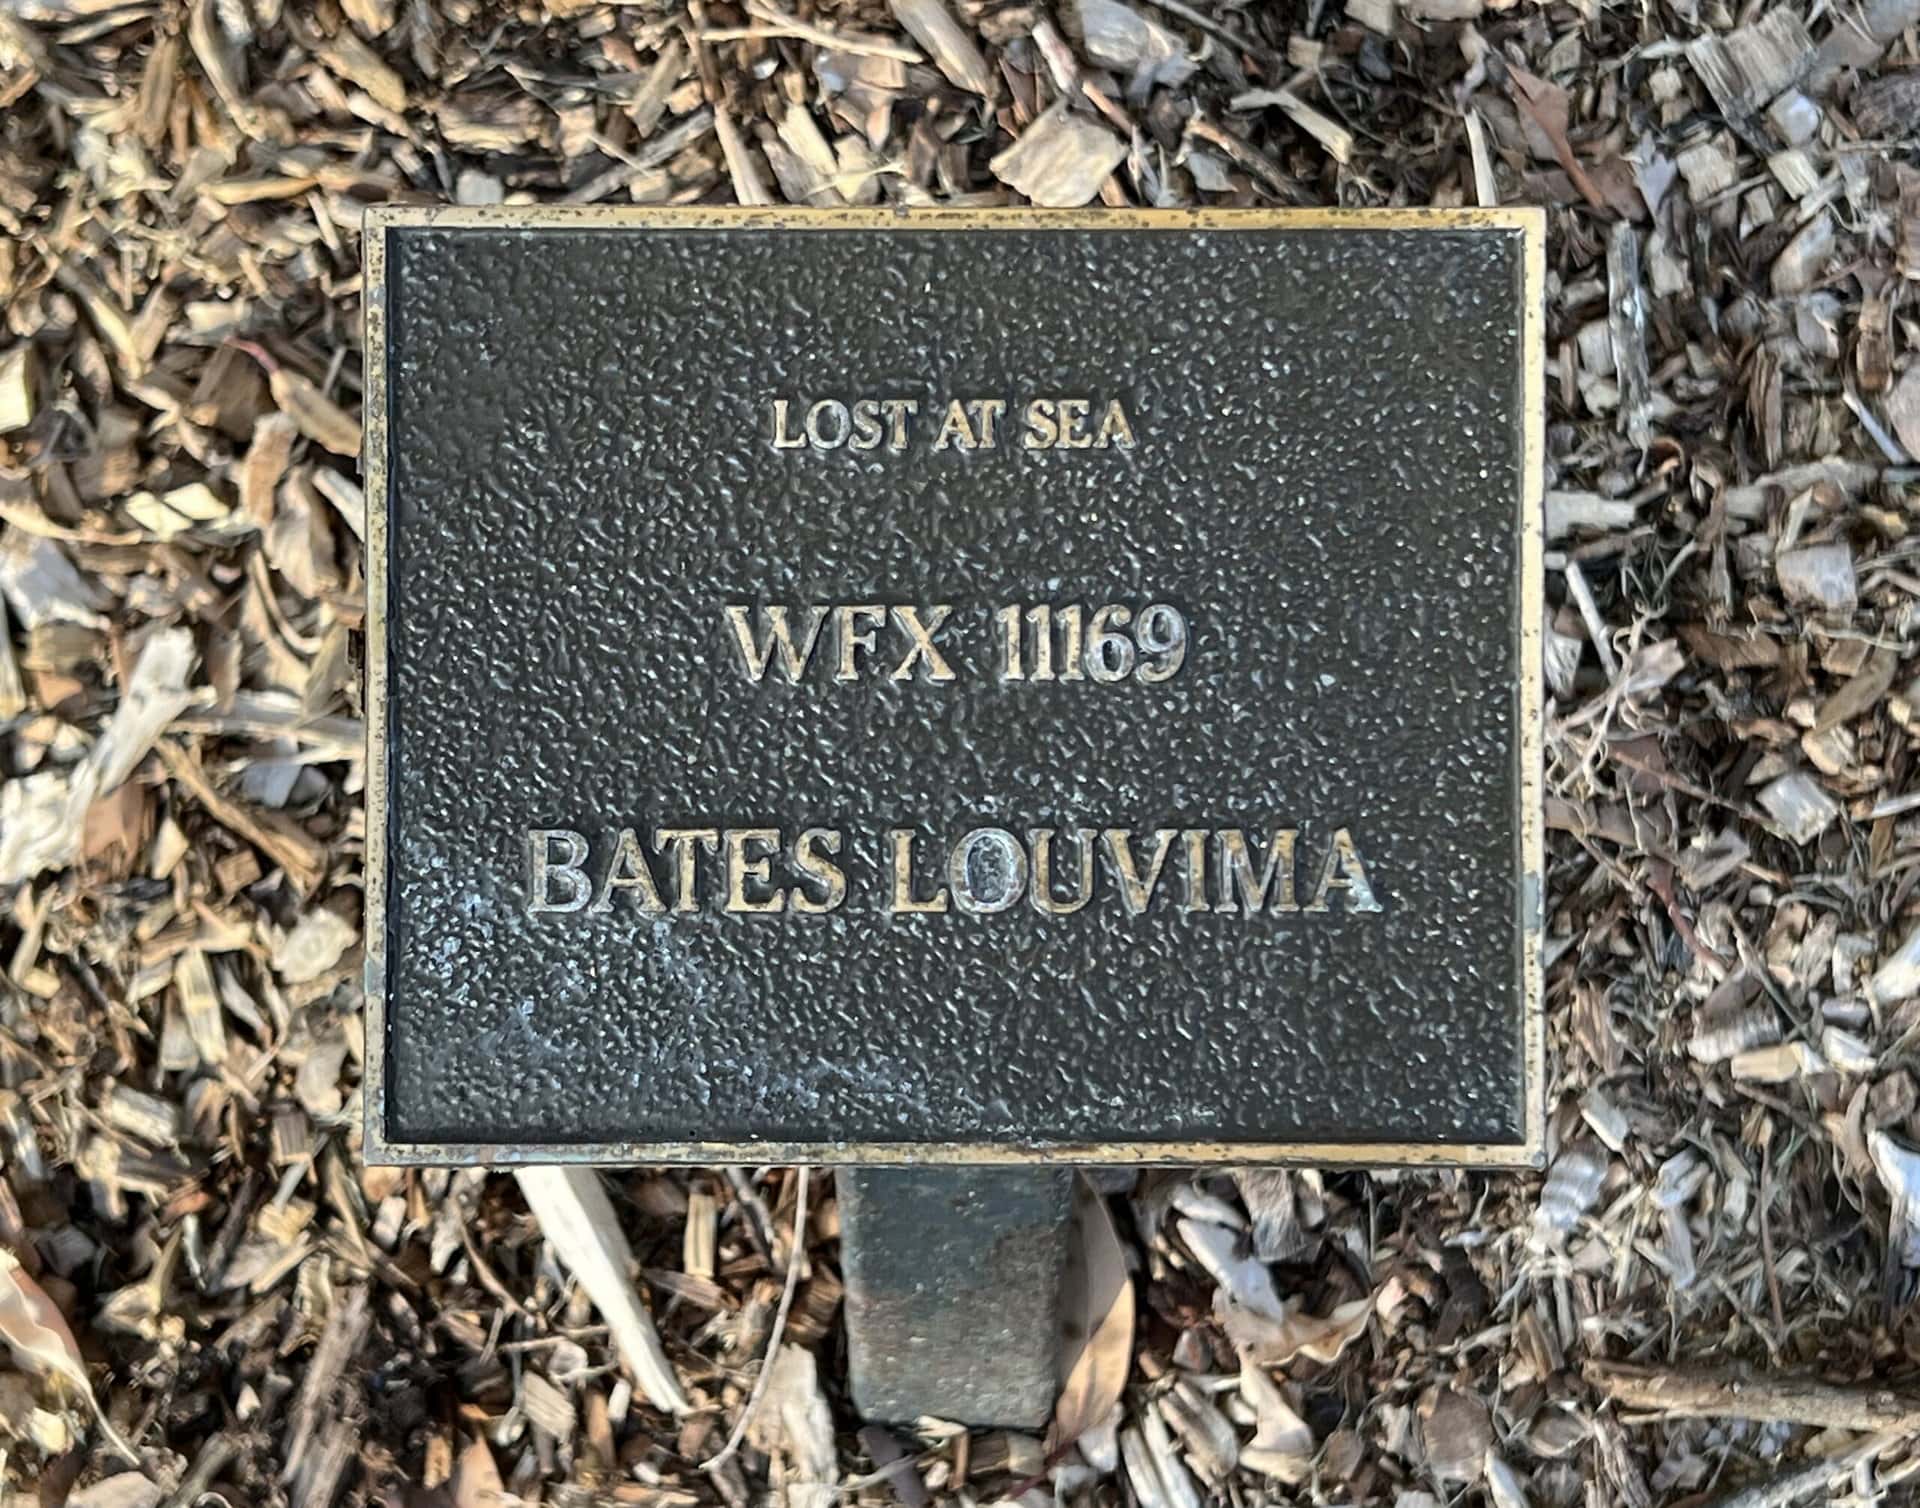 LOST AT SEA
WFX 11169
BATES LOUVIMA